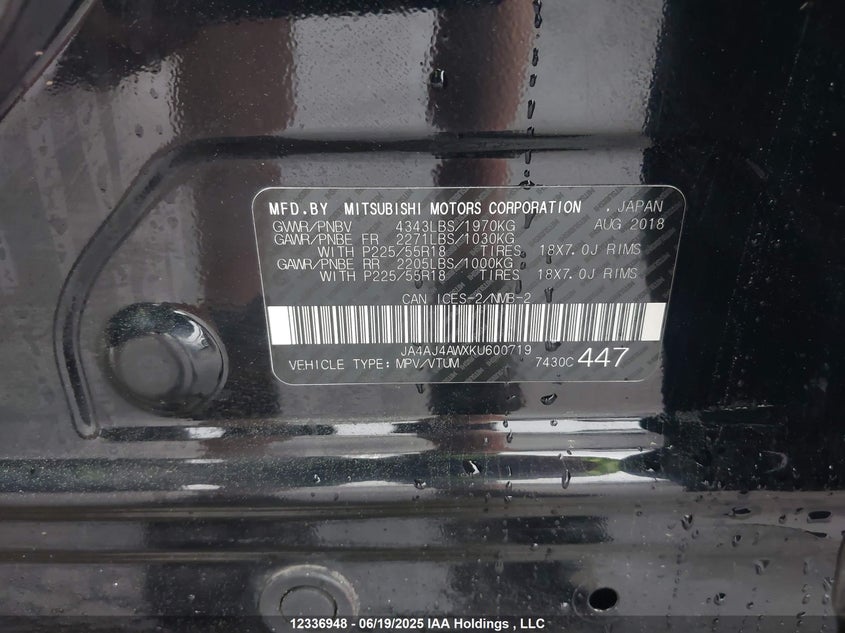 MFD.BY MITSUBISHI MOTORS CORPORATION . JAPAN
GVWR/PNBV 4343LBS/1970KG AUG 2018
GAWR/PNBE FR 2271LBS/1030KG
WITH P225/55R18 TIRES 18X7.0J RIMS
GAWR/PNBE RR 2205LBS/1000KG
WITH P225/55R18 TIRES 18X7.0J RIMS
CAN ICES-2/NMB-2
JA4AJ4AWXKU600719
VEHICLE TYPE: MPV/VTUM 7430C 447
12336948 - 06/19/2025 IAA Holdings , LLC